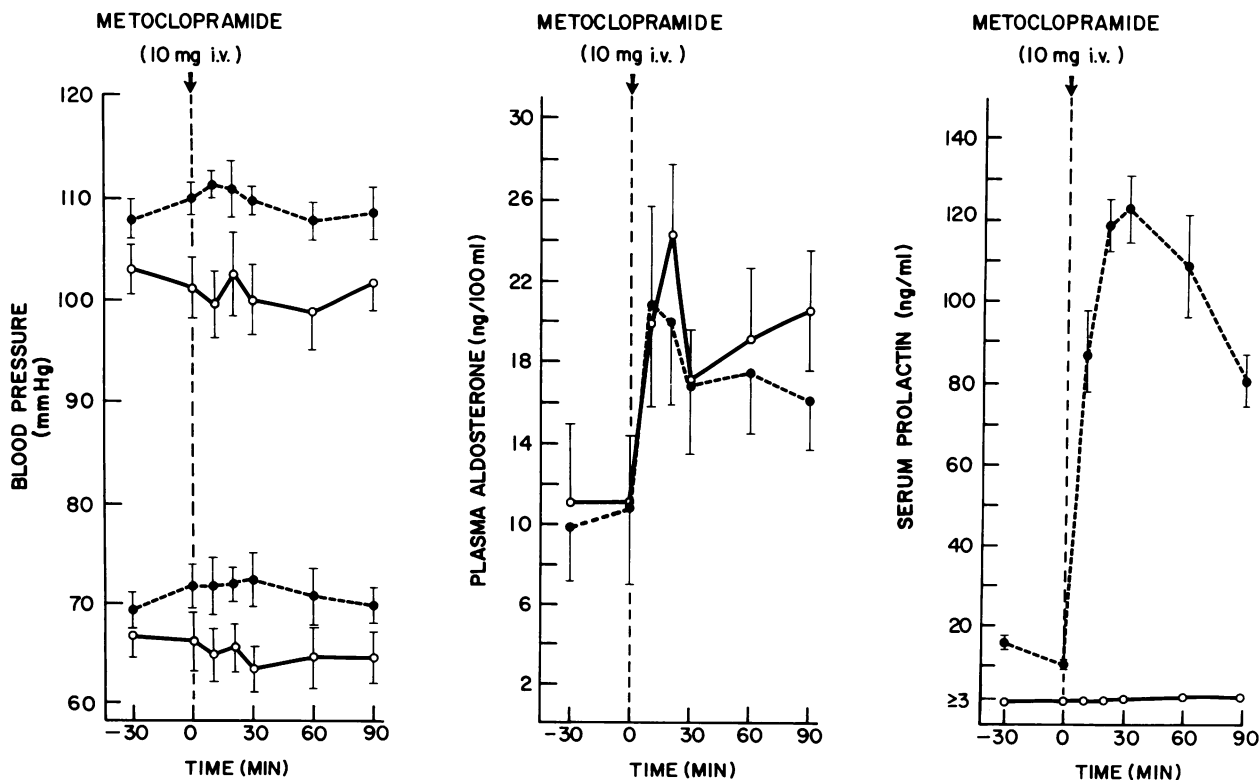 METOCLOPRAMIDE
(10 mg i.v.)
120
110
100
90
80
70
60
BLOOD PRESSURE
(mm Hg)
-30 0 30 60 90
TIME (MIN)
METOCLOPRAMIDE
(10 mg i.v.)
30
26
22
18
14
10
6
2
PLASMA ALDOSTERONE (ng/100ml)
-30 0 30 60 90
TIME (MIN)
METOCLOPRAMIDE
(10 mg i.v.)
140
120
100
80
60
40
20
≥3
SERUM PROLACTIN (ng/ml)
-30 0 30 60 90
TIME (MIN)